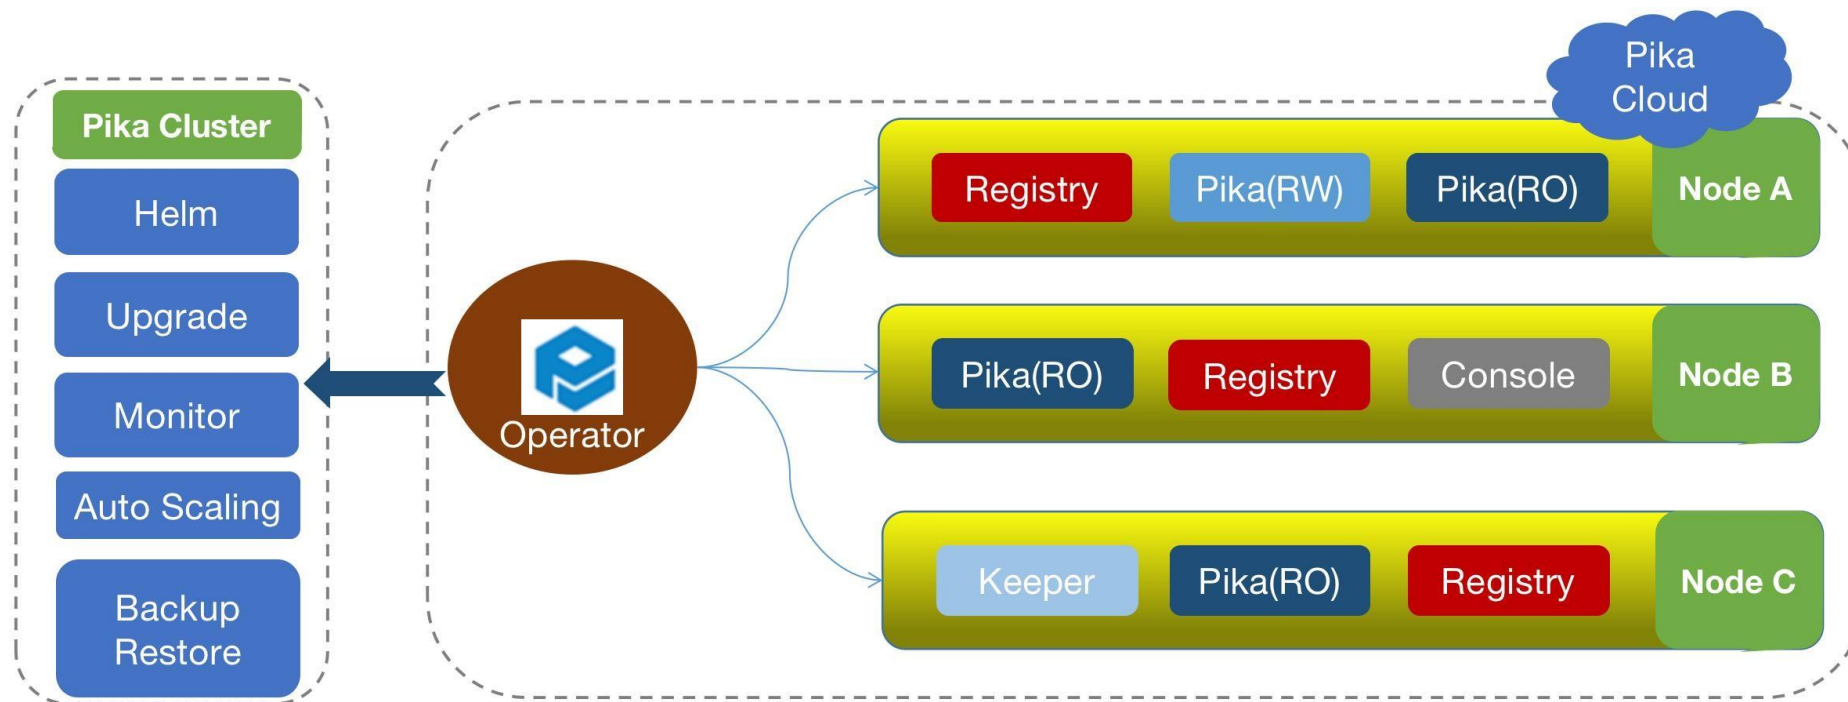 Pika Cluster
Helm
Upgrade
Monitor
Auto Scaling
Backup
Restore
Operator
Pika
Cloud
Registry
Pika(RW)
Pika(RO)
Node A
Pika(RO)
Registry
Console
Node B
Keeper
Pika(RO)
Registry
Node C